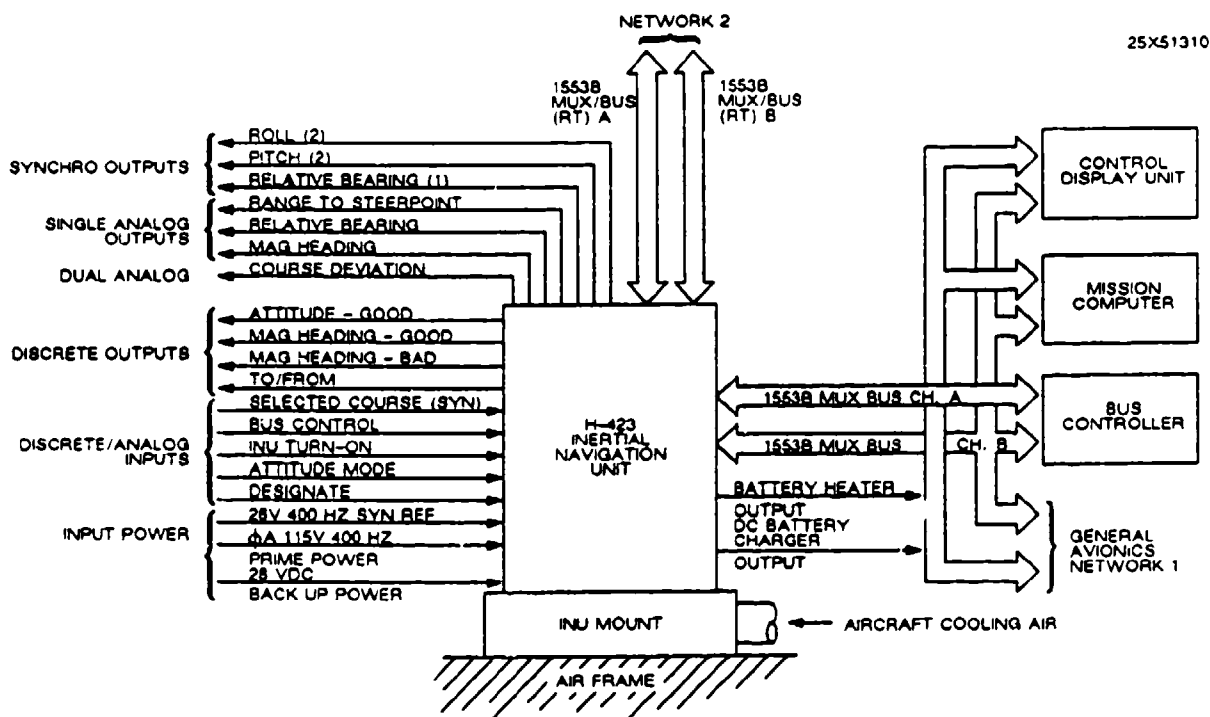 NETWORK 2
25X51310
1553B
MUX/BUS
(RT) A
1553B
MUX/BUS
(RT) B
SYNCHRO OUTPUTS
ROLL (2)
PITCH (2)
RELATIVE BEARING (1)
SINGLE ANALOG
OUTPUTS
RANGE TO STEERPOINT
RELATIVE BEARING
MAG HEADING
DUAL ANALOG
COURSE DEVIATION
DISCRETE OUTPUTS
ATTITUDE - GOOD
MAG HEADING - GOOD
MAG HEADING - BAD
TO/FROM
DISCRETE/ANALOG
INPUTS
SELECTED COURSE (SYN)
BUS CONTROL
INU TURN-ON
ATTITUDE MODE
DESIGNATE
INPUT POWER
26V 400 HZ SYN REF
ϕA 115V 400 HZ
PRIME POWER
28 VDC
BACK UP POWER
H-423
INERTIAL
NAVIGATION
UNIT
1553B MUX BUS CH. A
1553B MUX BUS CH. B
BATTERY HEATER
OUTPUT
DC BATTERY
CHARGER
OUTPUT
CONTROL
DISPLAY UNIT
MISSION
COMPUTER
BUS
CONTROLLER
GENERAL
AVIONICS
NETWORK 1
INU MOUNT
AIRCRAFT COOLING AIR
AIR FRAME